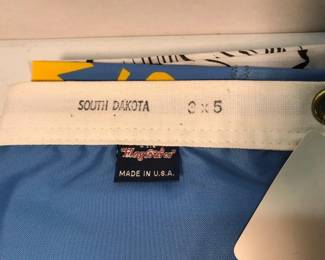 SOUTH DAKOTA 3 x 5
MADE IN U.S.A.